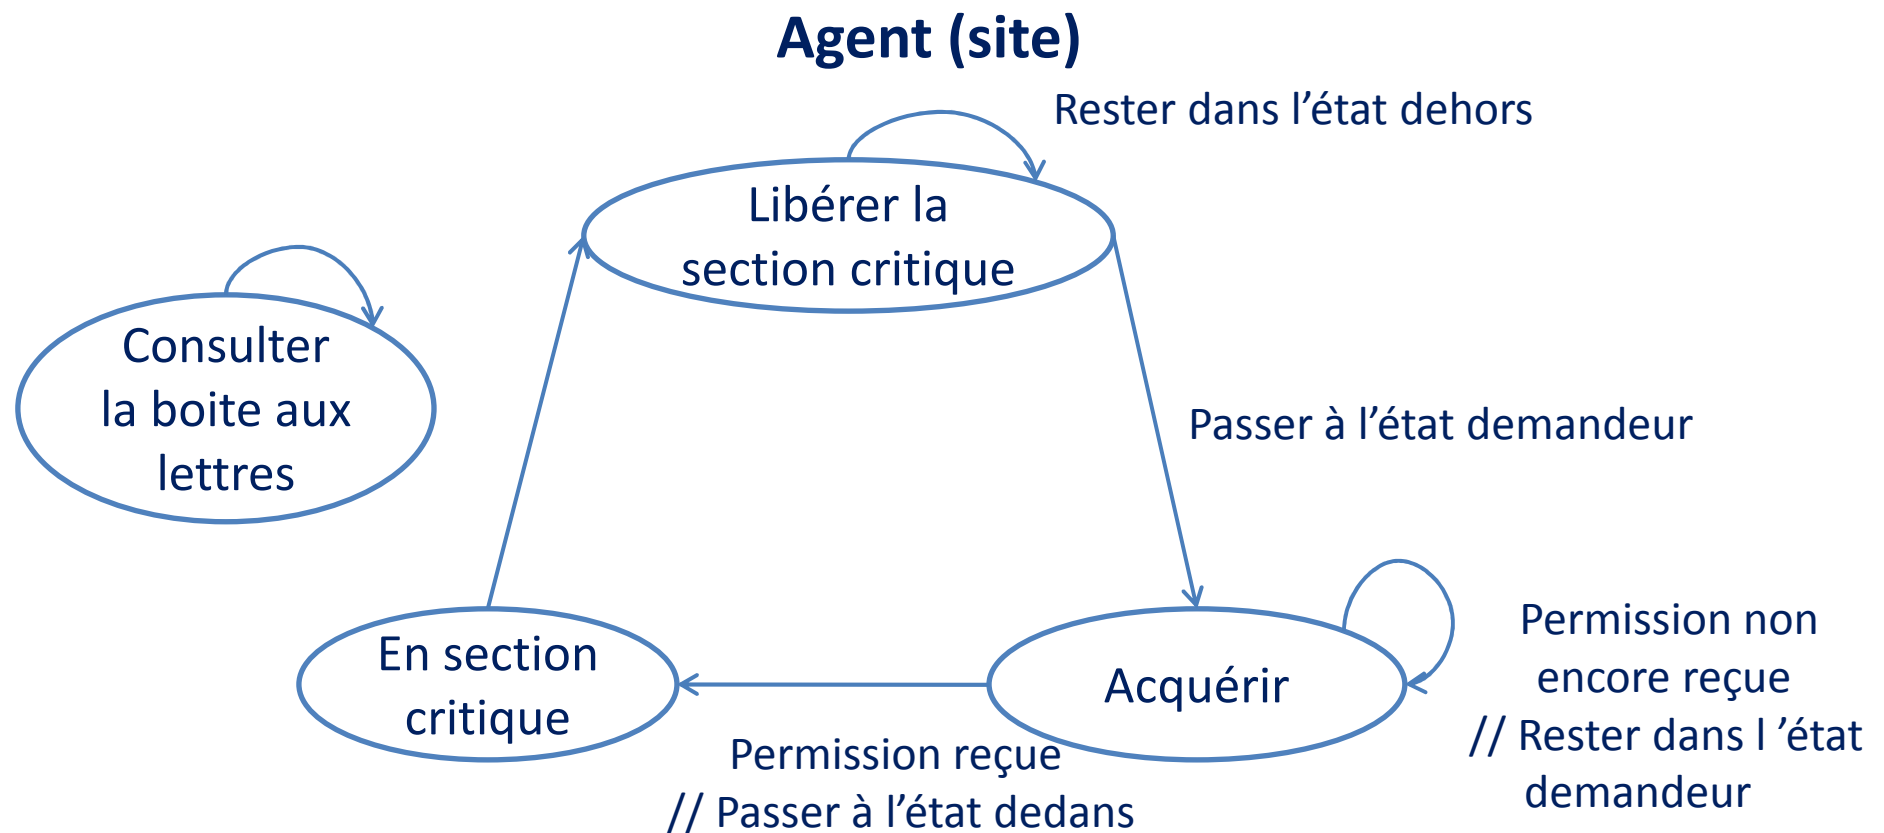 Agent (site)
Rester dans l’état dehors
Libérer la
section critique
Consulter
la boite aux
lettres
Passer à l’état demandeur
En section
critique
Acquérir
Permission non
encore reçue
// Rester dans l ’état
demandeur
Permission reçue
// Passer à l’état dedans